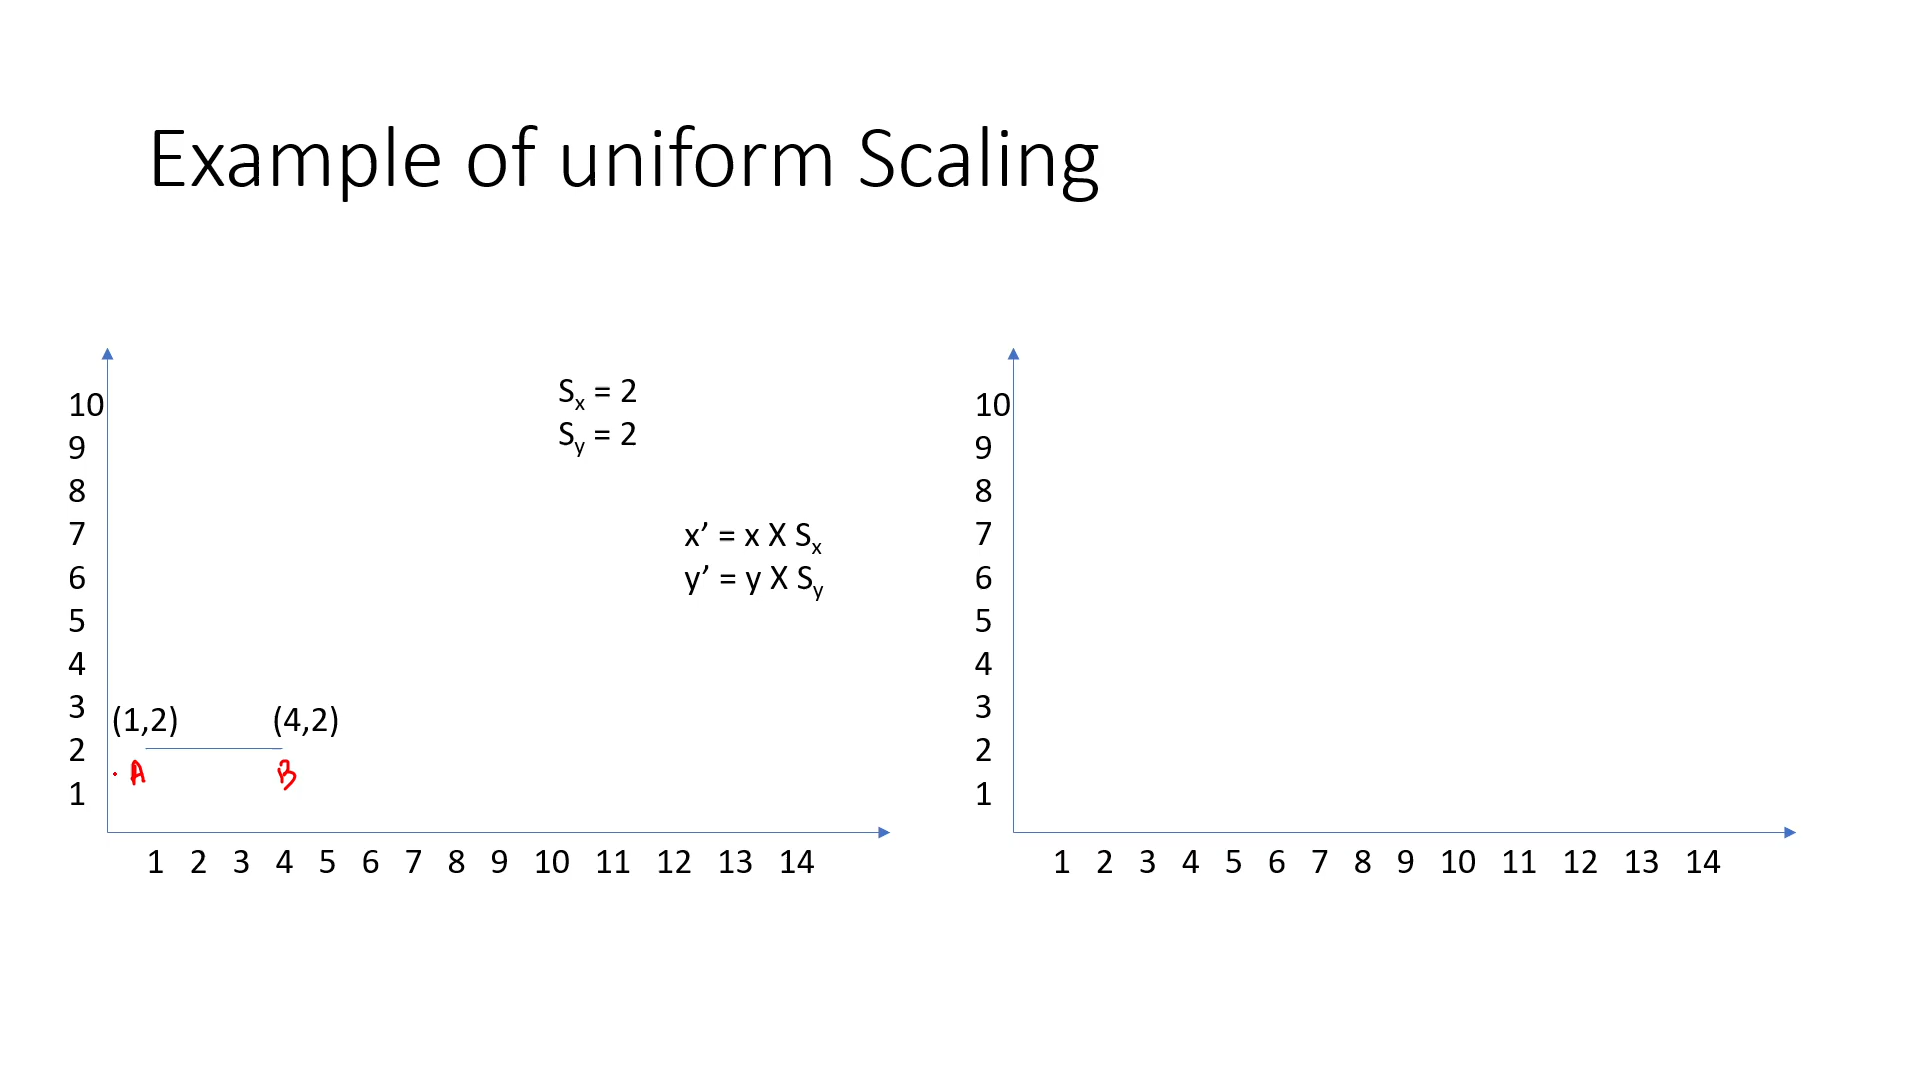 Example of uniform Scaling
Sx = 2
Sy = 2
x’ = x X Sx
y’ = y X Sy
10
9
8
7
6
5
4
3
2
1
(1,2) (4,2)
A B
1 2 3 4 5 6 7 8 9 10 11 12 13 14
10
9
8
7
6
5
4
3
2
1
1 2 3 4 5 6 7 8 9 10 11 12 13 14